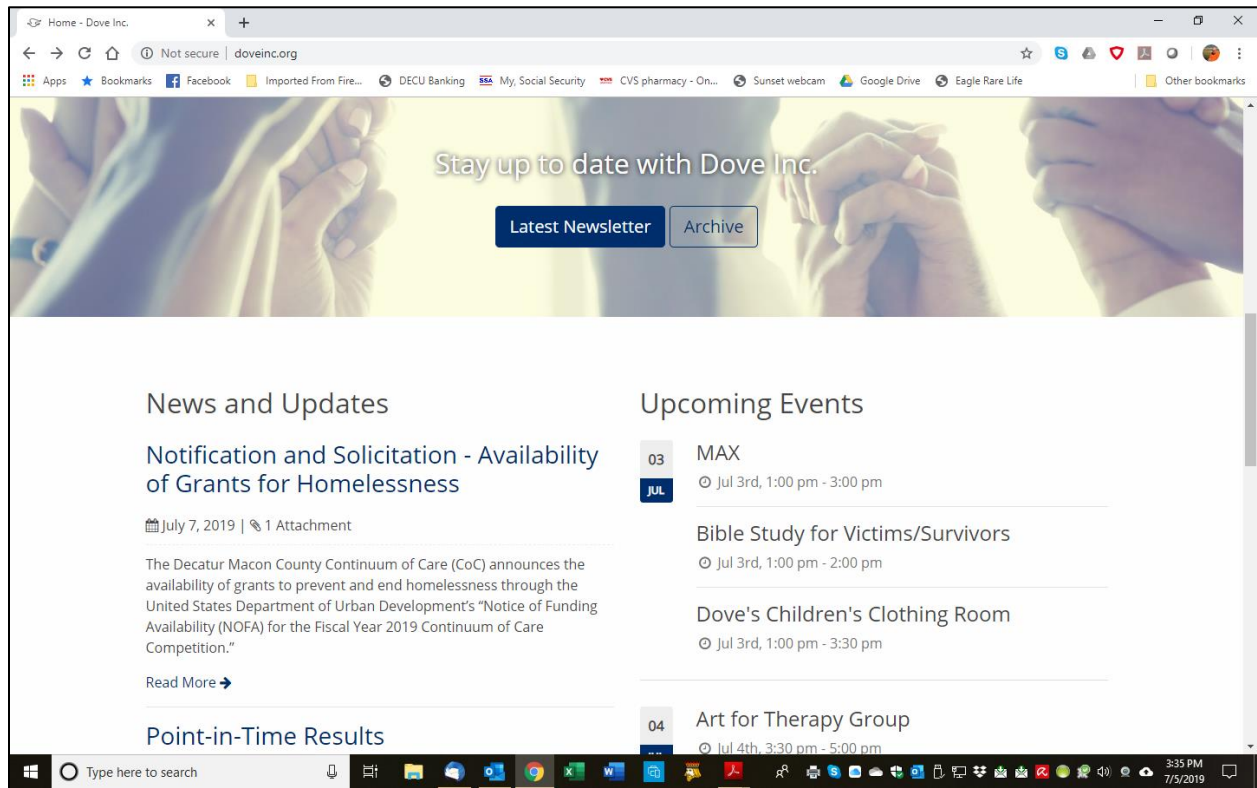 Home - Dove Inc.
Not secure | doveinc.org
Apps Bookmarks Facebook Imported From Fire... DECU Banking SSA My, Social Security CVS pharmacy - On... Sunset webcam Google Drive Eagle Rare Life Other bookmarks
Stay up to date with Dove Inc.
Latest Newsletter Archive
News and Updates
Notification and Solicitation - Availability
of Grants for Homelessness
July 7, 2019 | 1 Attachment
The Decatur Macon County Continuum of Care (CoC) announces the
availability of grants to prevent and end homelessness through the
United States Department of Urban Development's “Notice of Funding
Availability (NOFA) for the Fiscal Year 2019 Continuum of Care
Competition.”
Read More
Point-in-Time Results
Upcoming Events
03
JUL
MAX
Jul 3rd, 1:00 pm - 3:00 pm
Bible Study for Victims/Survivors
Jul 3rd, 1:00 pm - 2:00 pm
Dove's Children's Clothing Room
Jul 3rd, 1:00 pm - 3:30 pm
04
Art for Therapy Group
Jul 4th, 3:30 pm - 5:00 pm
Type here to search
3:35 PM
7/5/2019